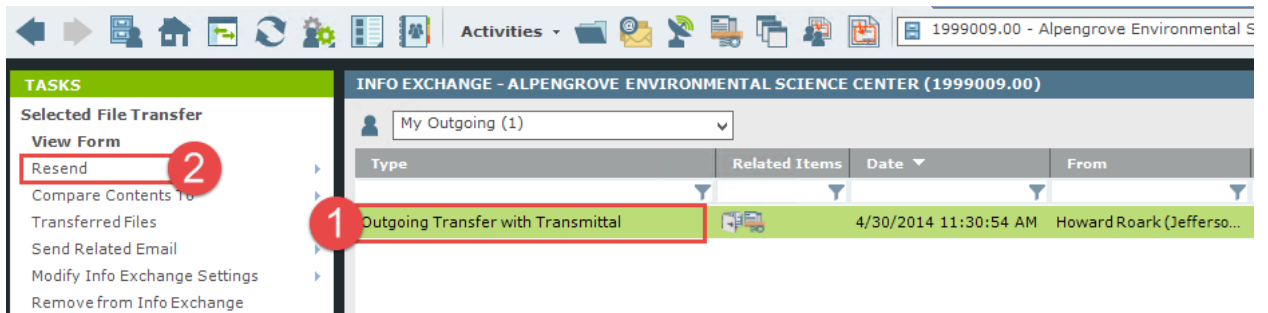 Activities
1999009.00 - Alpengrove Environmental S
TASKS
Selected File Transfer
View Form
Resend
2
Compare Contents To
Transferred Files
Send Related Email
Modify Info Exchange Settings
Remove from Info Exchange
INFO EXCHANGE - ALPENGROVE ENVIRONMENTAL SCIENCE CENTER (1999009.00)
My Outgoing (1)
Type Related Items Date From
1
Outgoing Transfer with Transmittal 4/30/2014 11:30:54 AM Howard Roark (Jefferso...